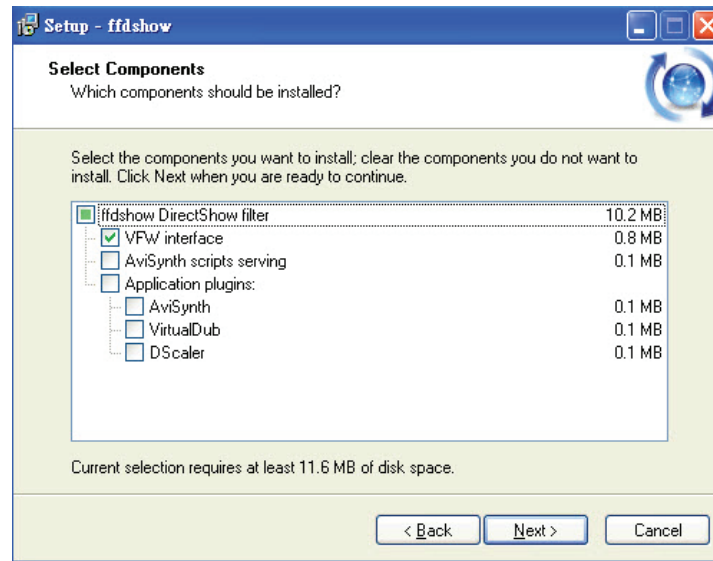 Setup - ffdshow
Select Components
Which components should be installed?
Select the components you want to install; clear the components you do not want to
install. Click Next when you are ready to continue.
ffdshow DirectShow filter 10.2 MB
VFW interface 0.8 MB
AviSynth scripts serving 0.1 MB
Application plugins:
AviSynth 0.1 MB
VirtualDub 0.1 MB
DScaler 0.1 MB
Current selection requires at least 11.6 MB of disk space.
< Back Next > Cancel